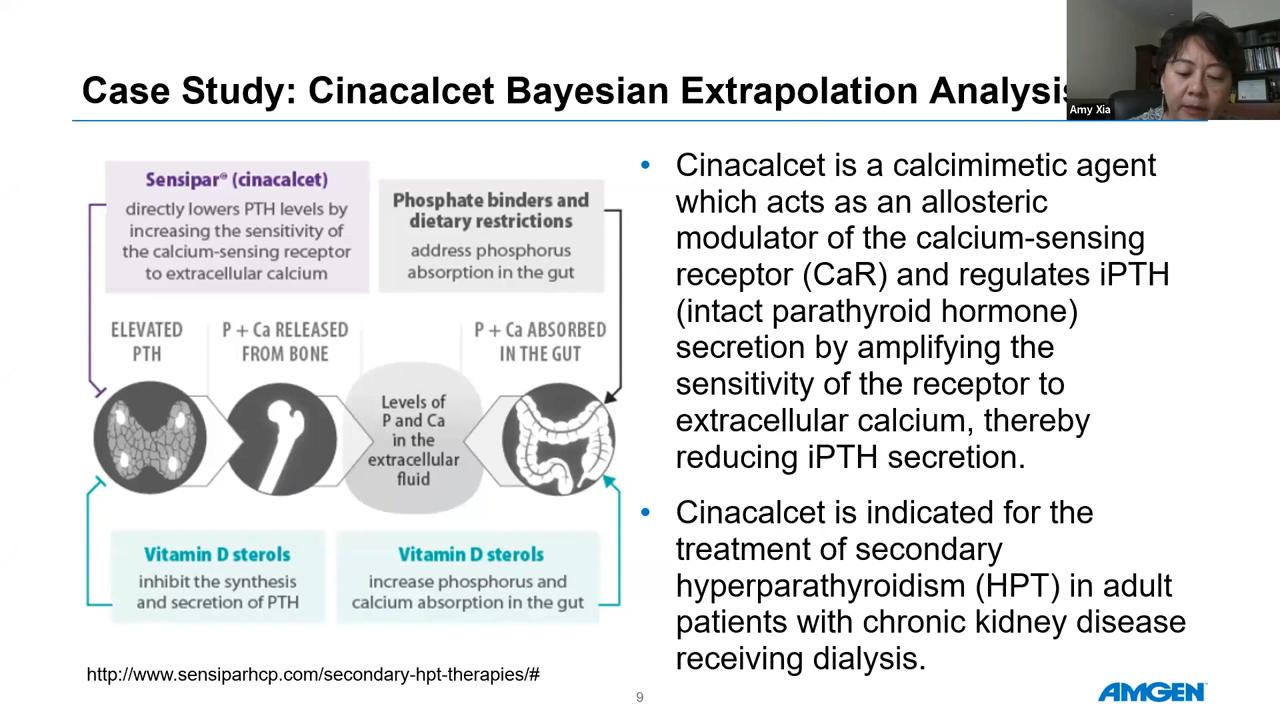 Case Study: Cinacalcet Bayesian Extrapolation Analysis
Amy Xia
Sensipar® (cinacalcet)
directly lowers PTH levels by
increasing the sensitivity of
the calcium-sensing receptor
to extracellular calcium
Phosphate binders and
dietary restrictions
address phosphorus
absorption in the gut
ELEVATED
PTH
P + Ca RELEASED
FROM BONE
P + Ca ABSORBED
IN THE GUT
Levels of
P and Ca
in the
extracellular
fluid
Vitamin D sterols
inhibit the synthesis
and secretion of PTH
Vitamin D sterols
increase phosphorus and
calcium absorption in the gut
http://www.sensiparhcp.com/secondary-hpt-therapies/#
• Cinacalcet is a calcimimetic agent
which acts as an allosteric
modulator of the calcium-sensing
receptor (CaR) and regulates iPTH
(intact parathyroid hormone)
secretion by amplifying the
sensitivity of the receptor to
extracellular calcium, thereby
reducing iPTH secretion.
• Cinacalcet is indicated for the
treatment of secondary
hyperparathyroidism (HPT) in adult
patients with chronic kidney disease
receiving dialysis.
9
AMGEN